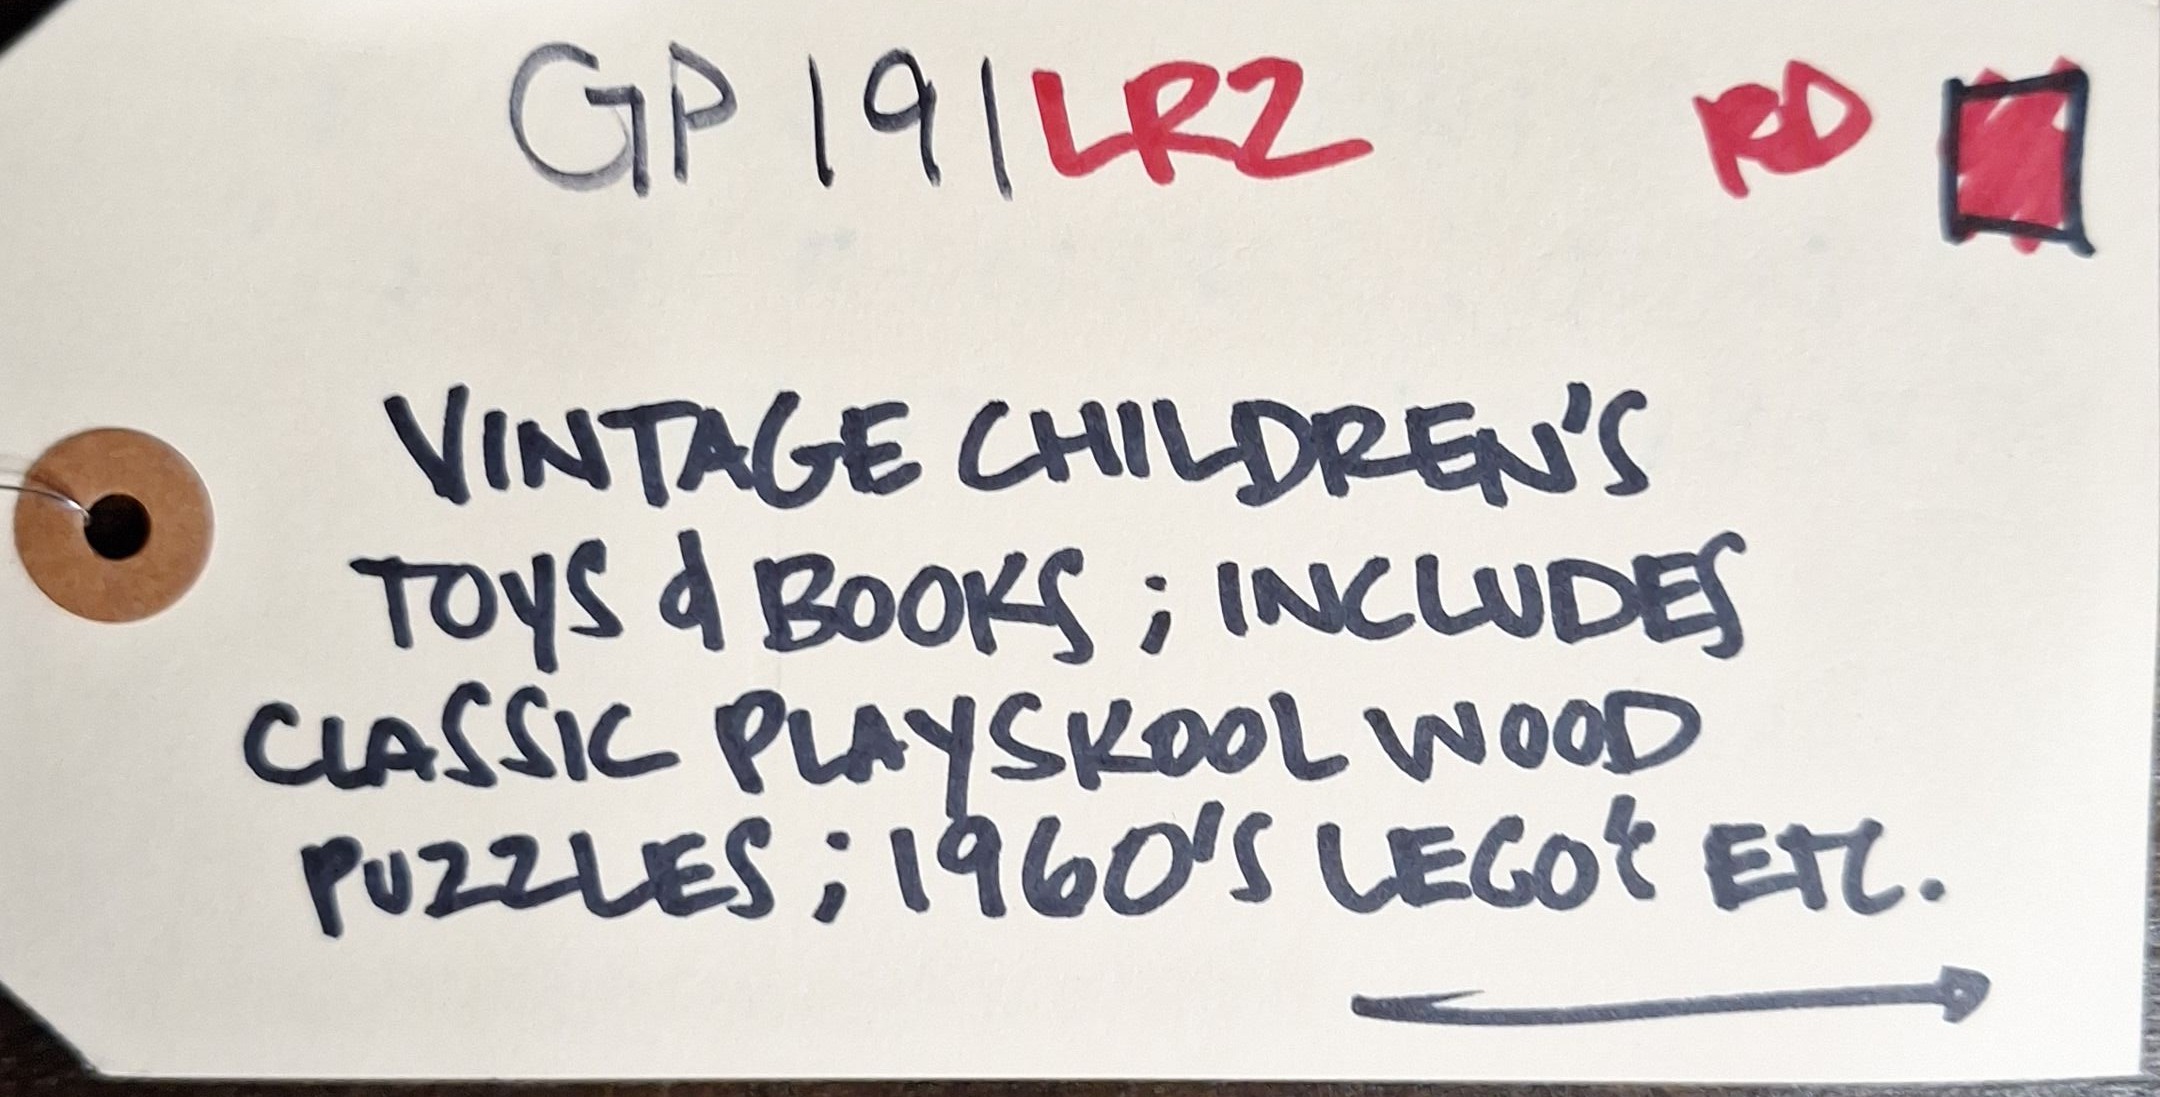 GP 191 LR2 RD
VINTAGE CHILDREN'S
TOYS & BOOKS; INCLUDES
CLASSIC PLAYSKOOL WOOD
PUZZLES; 1960'S LEGO's ETC.